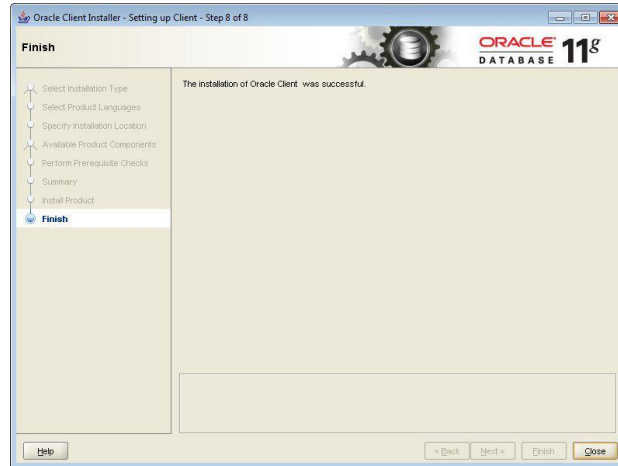 Oracle Client Installer - Setting up Client - Step 8 of 8
Finish
ORACLE
DATABASE 11g
Select Installation Type
Select Product Languages
Specify Installation Location
Available Product Components
Perform Prerequisite Checks
Summary
Install Product
Finish
The installation of Oracle Client was successful.
Help
< Back
Next >
Finish
Close